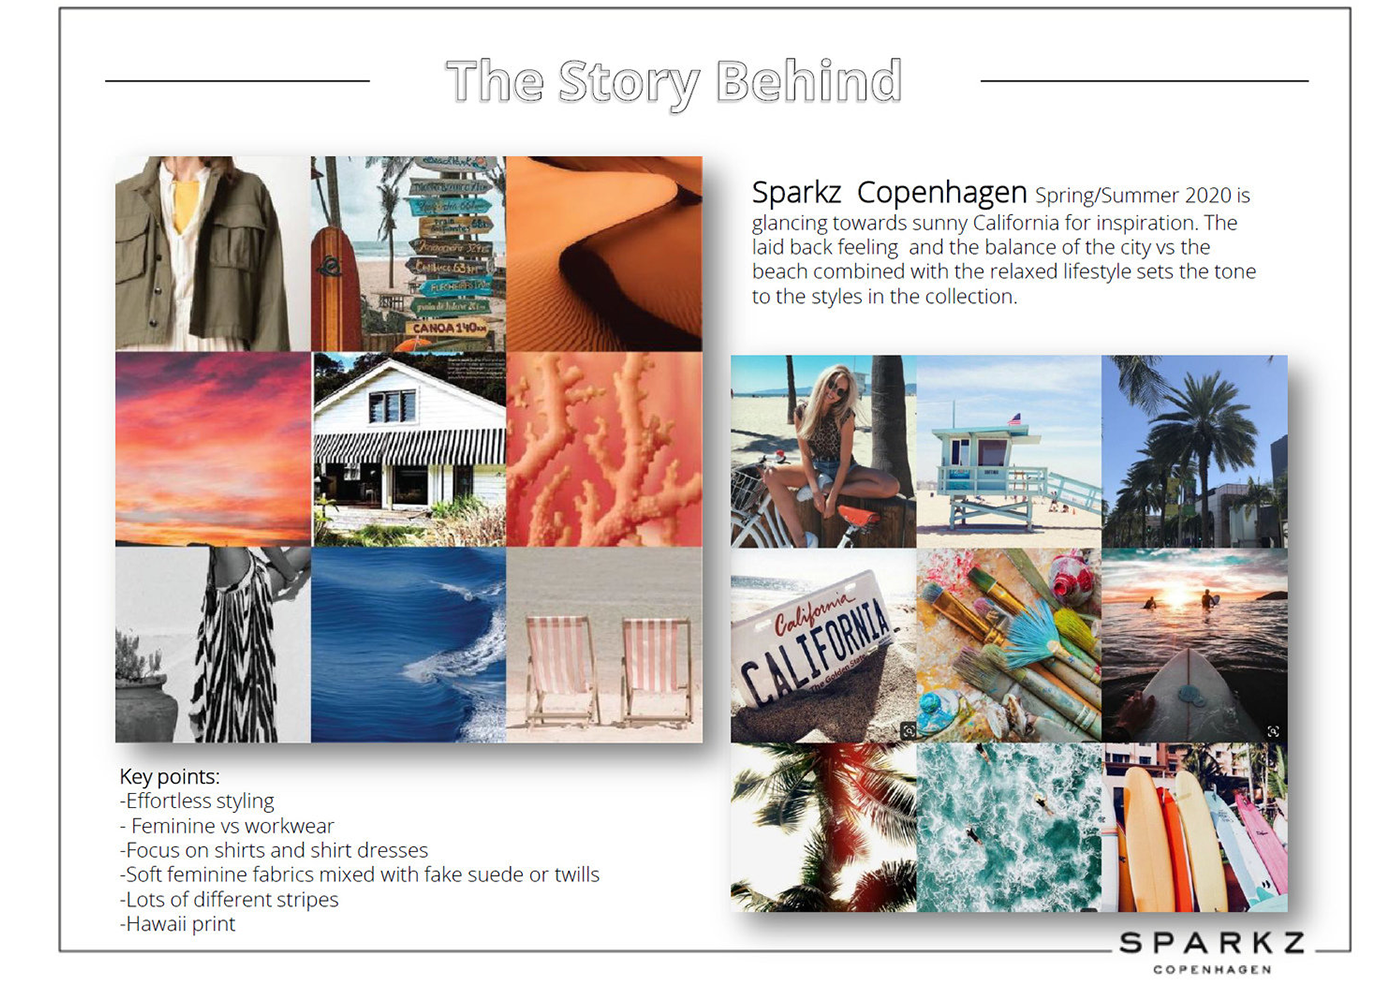 The Story Behind
Sparkz Copenhagen Spring/Summer 2020 is
glancing towards sunny California for inspiration. The
laid back feeling and the balance of the city vs the
beach combined with the relaxed lifestyle sets the tone
to the styles in the collection.
CANOA 140km
California
CALIFORNIA
The Golden State
Key points:
-Effortless styling
- Feminine vs workwear
-Focus on shirts and shirt dresses
-Soft feminine fabrics mixed with fake suede or twills
-Lots of different stripes
-Hawaii print
SPARKZ
COPENHAGEN